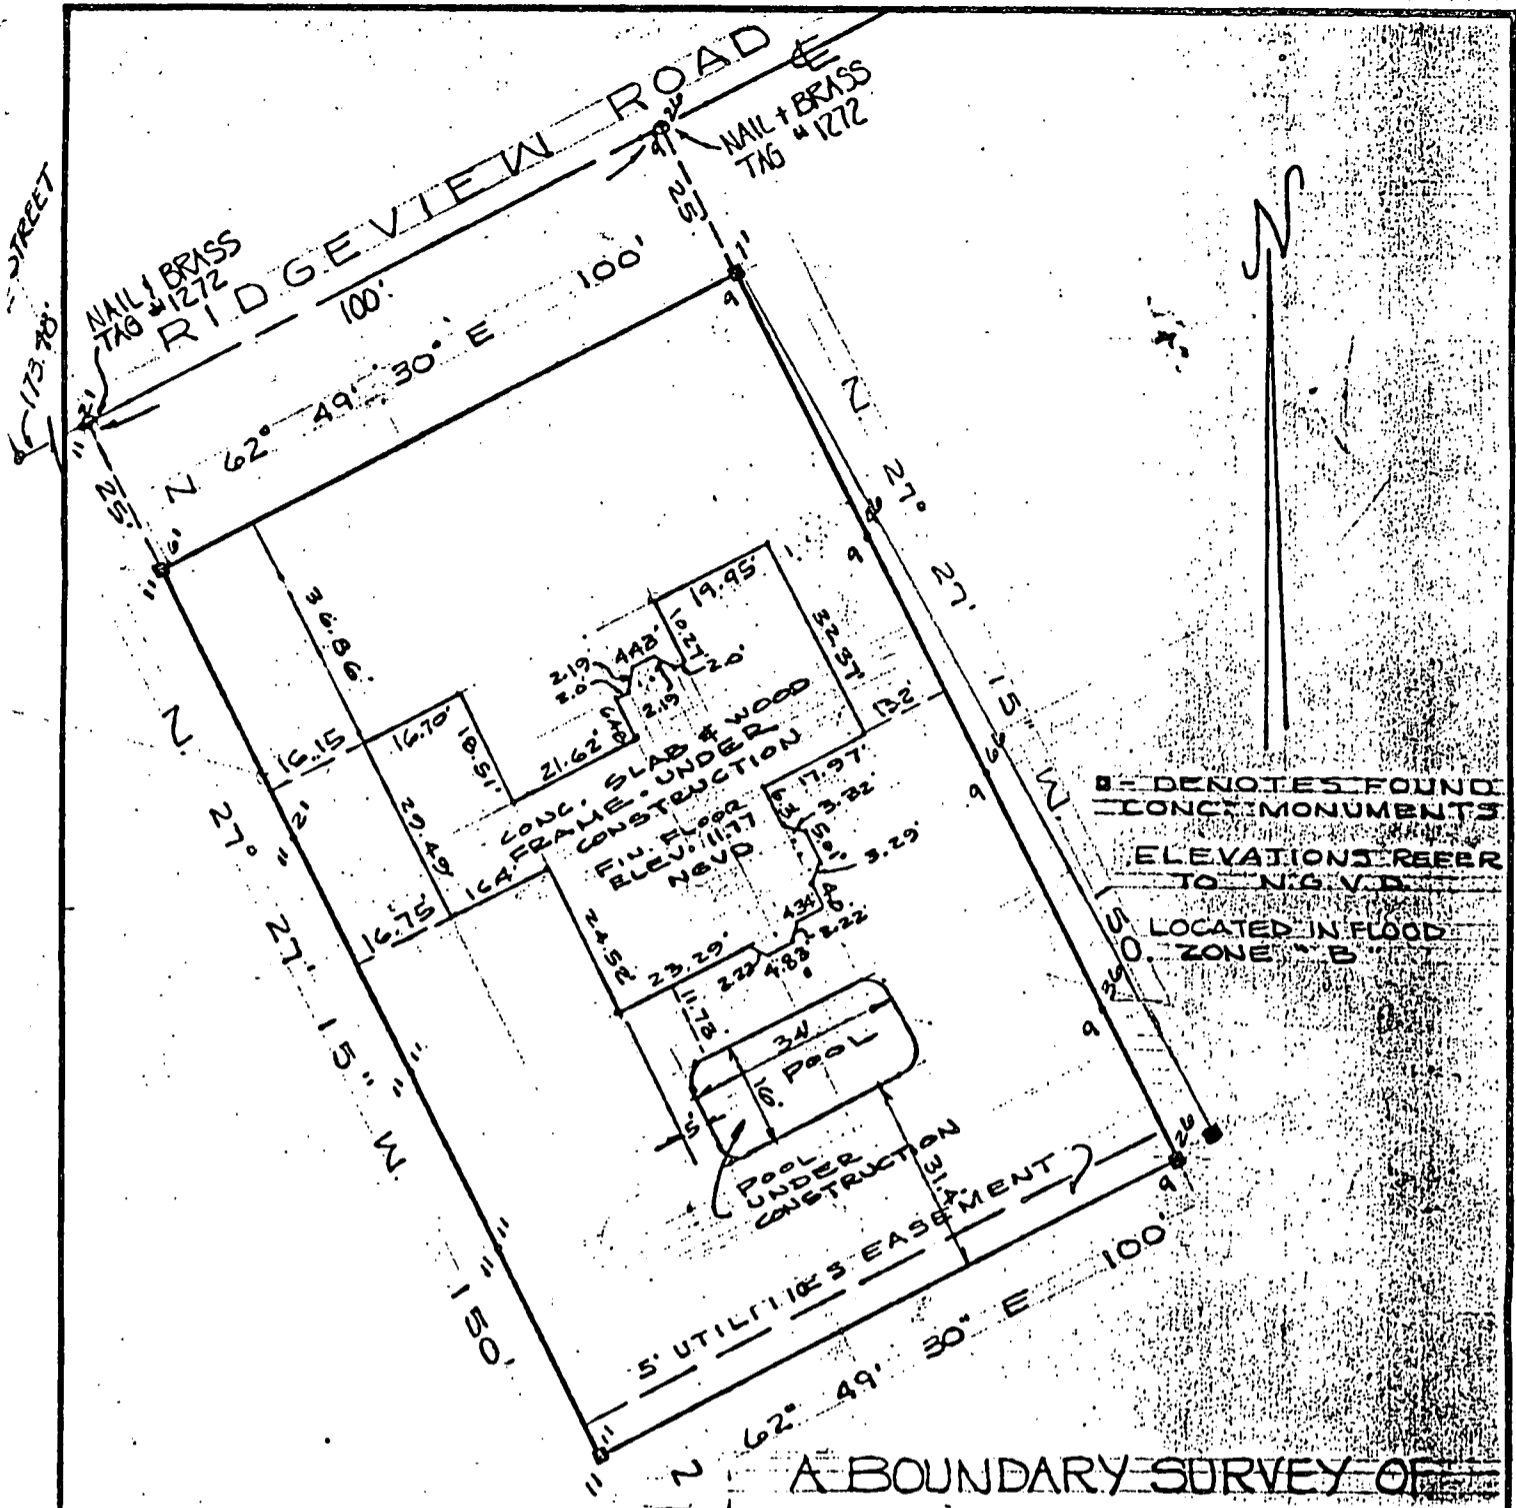 RIDGEVIEW ROAD
NAIL + BRASS
TAG #1272
STREET
173.98'
NAIL & BRASS
TAG #1272
100'
25'
25'
N 62° 49' 30" E 100'
N
36.86'
19.95'
10.27'
2.0'
4.43'
2.19'
2.0'
2.19'
32.37'
13.2'
16.15
16.70'
18.51'
21.62'
29.49'
CONC. SLAB & WOOD
FRAME. UNDER
CONSTRUCTION
FIN. FLOOR
ELEV. 11.77
NGVD
17.97'
3.82'
5.01'
3.29'
4.34'
2.22'
16.75'
16.4'
24.52'
23.29'
2.22'
4.83'
11.78'
34'
POOL
16'
5'
POOL
UNDER
CONSTRUCTION
31.4'
5' UTILITIES EASEMENT
N. 27° 27' 15" W. 150'
N. 27° 27' 15" W. 150.
N 62° 49' 30" E 100'
- DENOTES FOUND
CONC. MONUMENTS
ELEVATIONS REFER
TO N.G.V.D.
LOCATED IN FLOOD
ZONE "B"
A BOUNDARY SURVEY OF